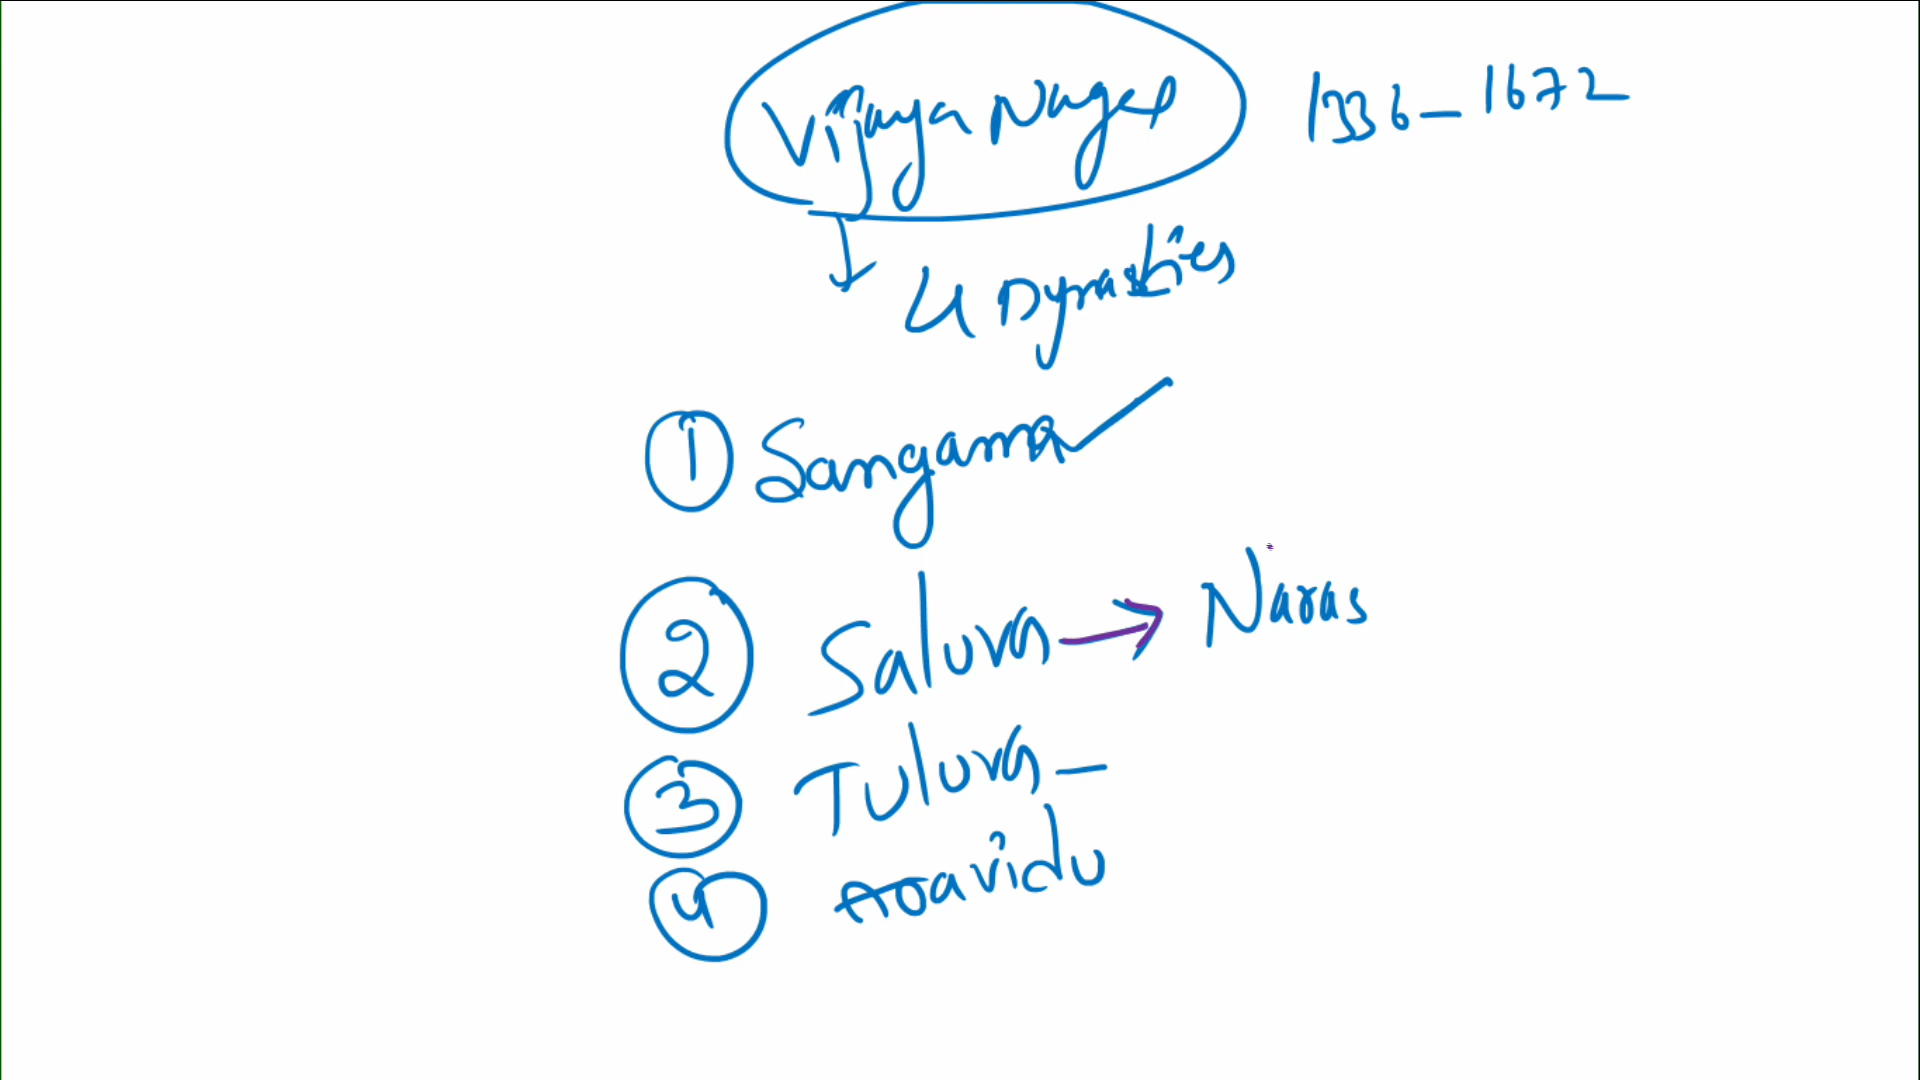 Vijaya Nagar 1336-1672
4 Dynasties
1 Sangama
2 Saluva → Naras
3 Tuluva -
4 Aravidu